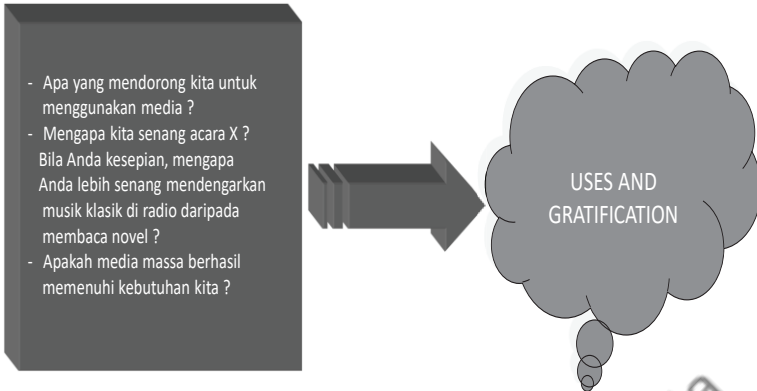 - Apa yang mendorong kita untuk
menggunakan media ?
- Mengapa kita senang acara X ?
Bila Anda kesepian, mengapa
Anda lebih senang mendengarkan
musik klasik di radio daripada
membaca novel ?
- Apakah media massa berhasil
memenuhi kebutuhan kita ?
USES AND
GRATIFICATION